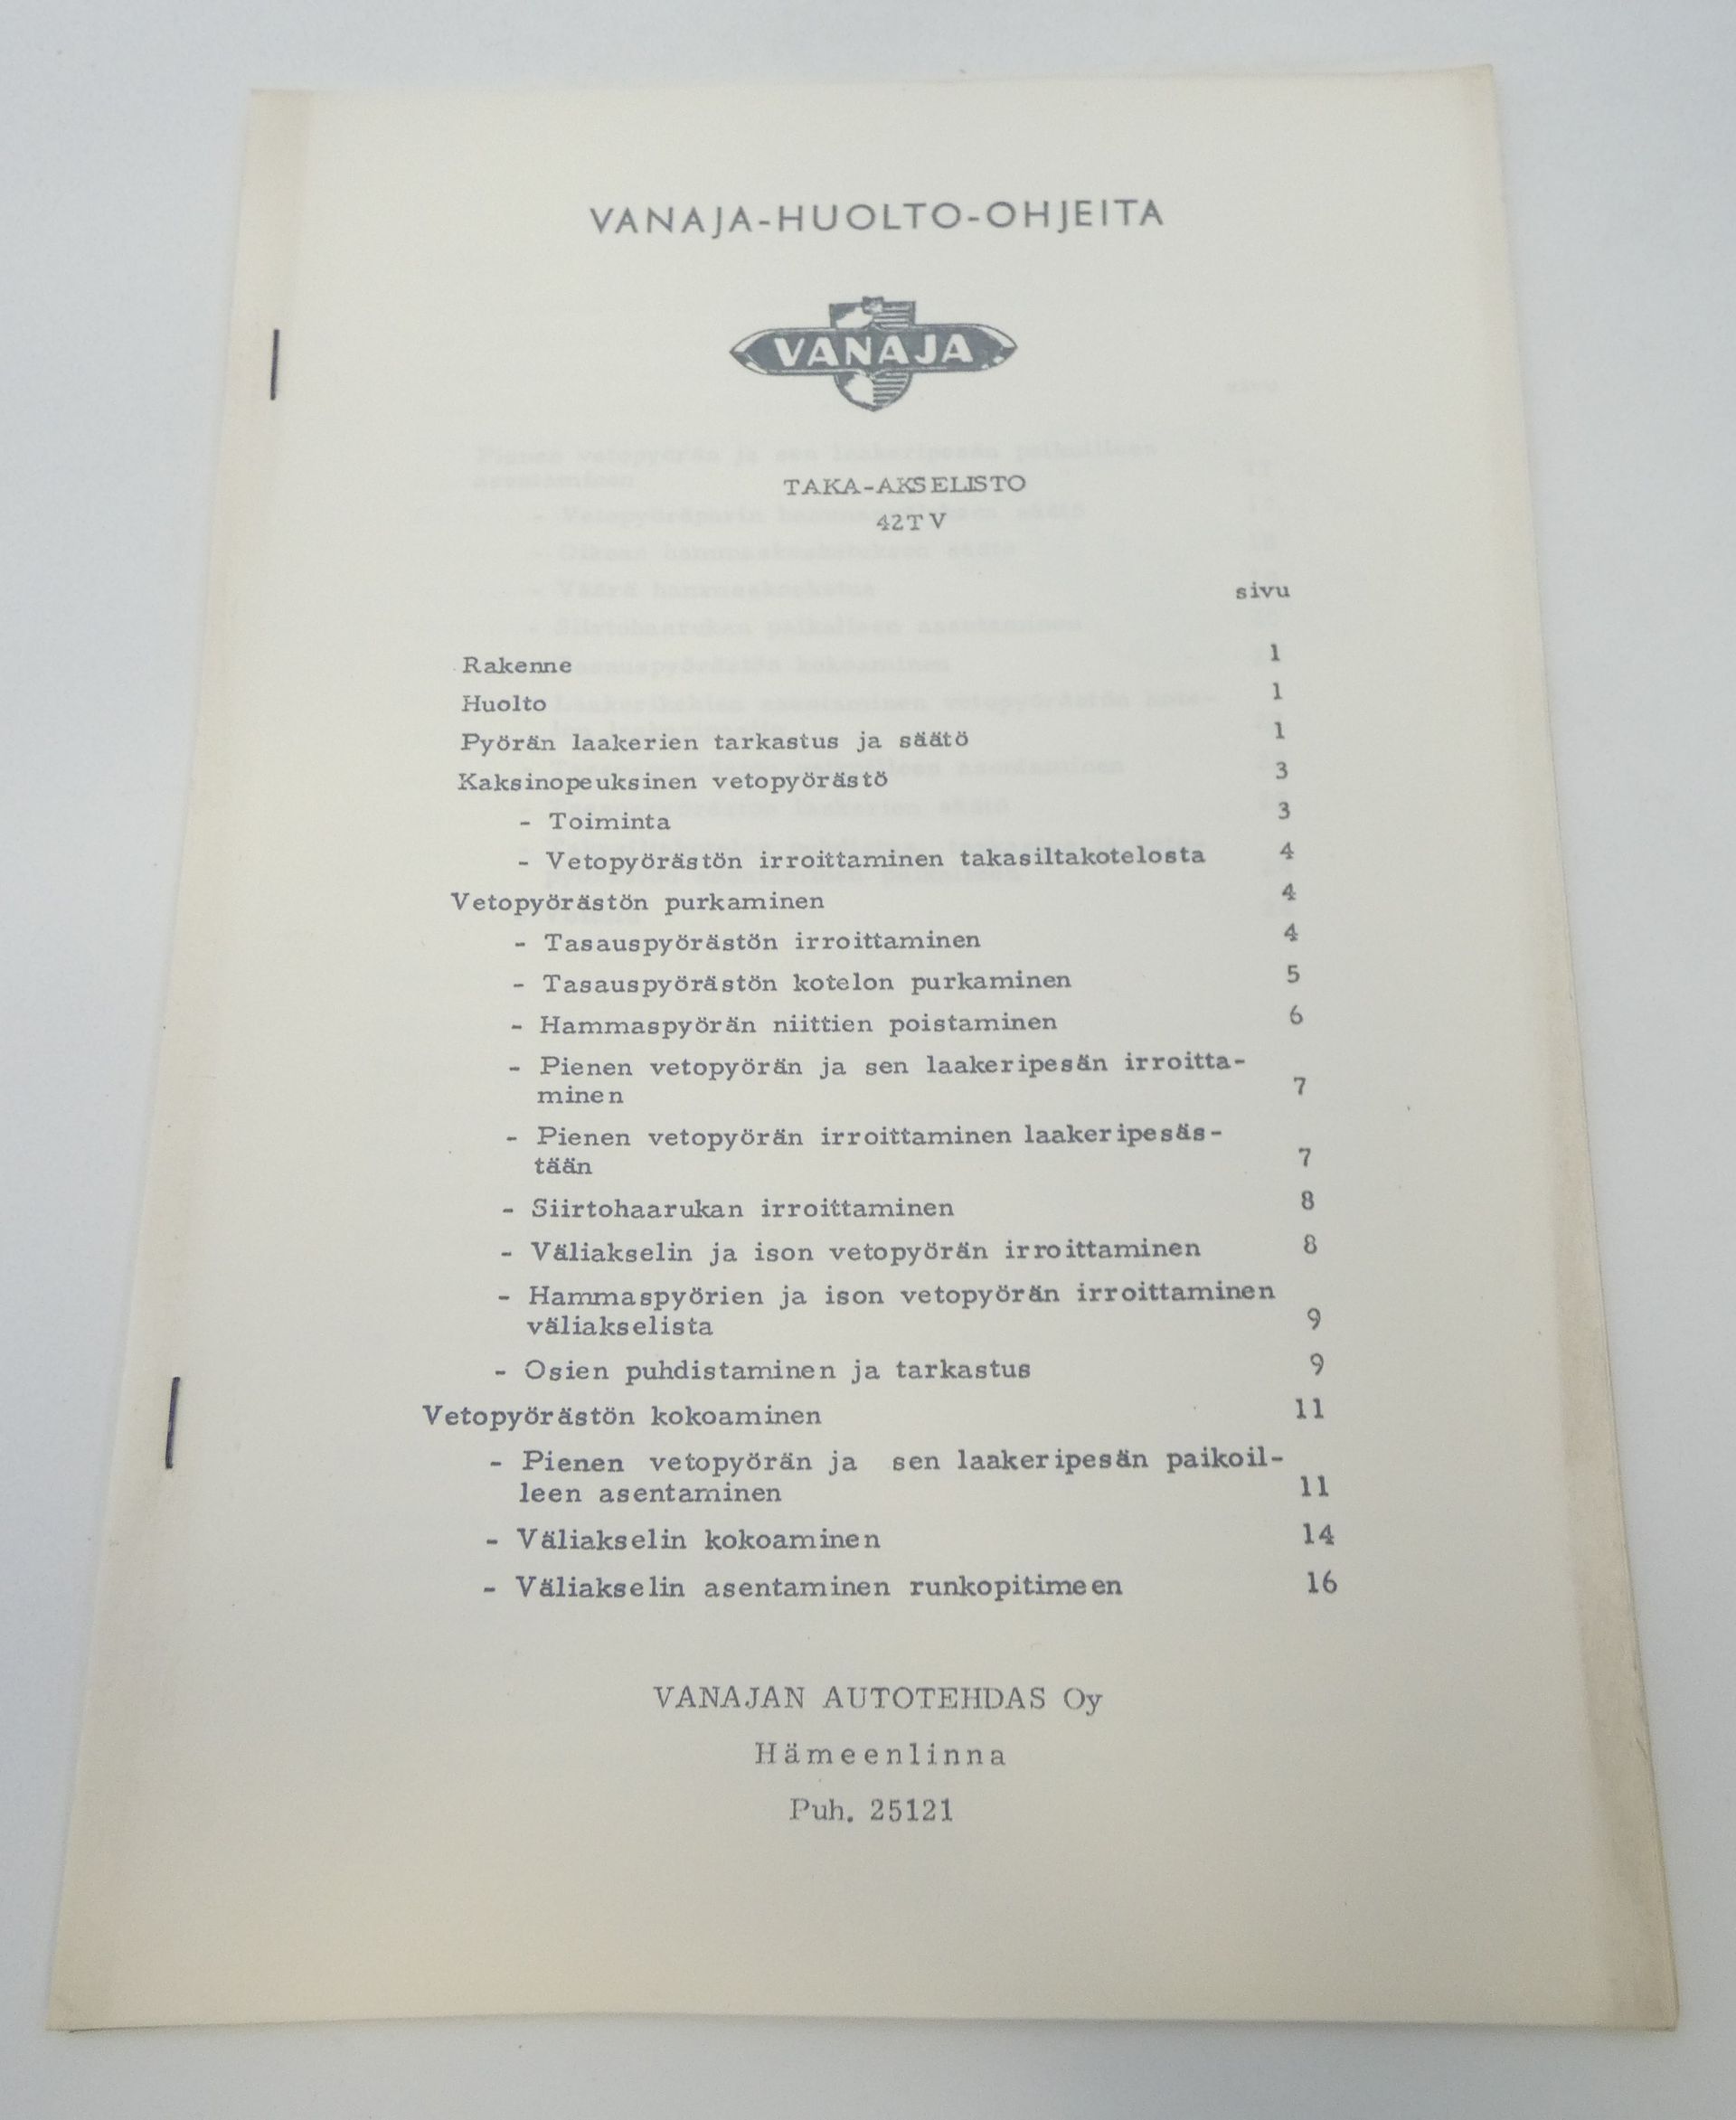 VANAJA-HUOLTO-OHJEITA
VANAJA
TAKA-AKSELISTO
42TV
sivu
Rakenne 1
Huolto 1
Pyörän laakerien tarkastus ja säätö 1
Kaksinopeuksinen vetopyörästö 3
- Toiminta 3
- Vetopyörästön irroittaminen takasiltakotelosta 4
Vetopyörästön purkaminen 4
- Tasauspyörästön irroittaminen 4
- Tasauspyörästön kotelon purkaminen 5
- Hammaspyörän niittien poistaminen 6
- Pienen vetopyörän ja sen laakeripesän irroitta-
minen 7
- Pienen vetopyörän irroittaminen laakeripesäs-
tään 7
- Siirtohaarukan irroittaminen 8
- Väliakselin ja ison vetopyörän irroittaminen 8
- Hammaspyörien ja ison vetopyörän irroittaminen
väliakselista 9
- Osien puhdistaminen ja tarkastus 9
Vetopyörästön kokoaminen 11
- Pienen vetopyörän ja sen laakeripesän paikoil-
leen asentaminen 11
- Väliakselin kokoaminen 14
- Väliakselin asentaminen runkopitimeen 16
VANAJAN AUTOTEHDAS Oy
Hämeenlinna
Puh. 25121